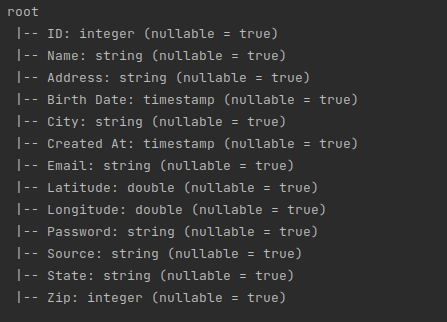 root
 |-- ID: integer (nullable = true)
 |-- Name: string (nullable = true)
 |-- Address: string (nullable = true)
 |-- Birth Date: timestamp (nullable = true)
 |-- City: string (nullable = true)
 |-- Created At: timestamp (nullable = true)
 |-- Email: string (nullable = true)
 |-- Latitude: double (nullable = true)
 |-- Longitude: double (nullable = true)
 |-- Password: string (nullable = true)
 |-- Source: string (nullable = true)
 |-- State: string (nullable = true)
 |-- Zip: integer (nullable = true)